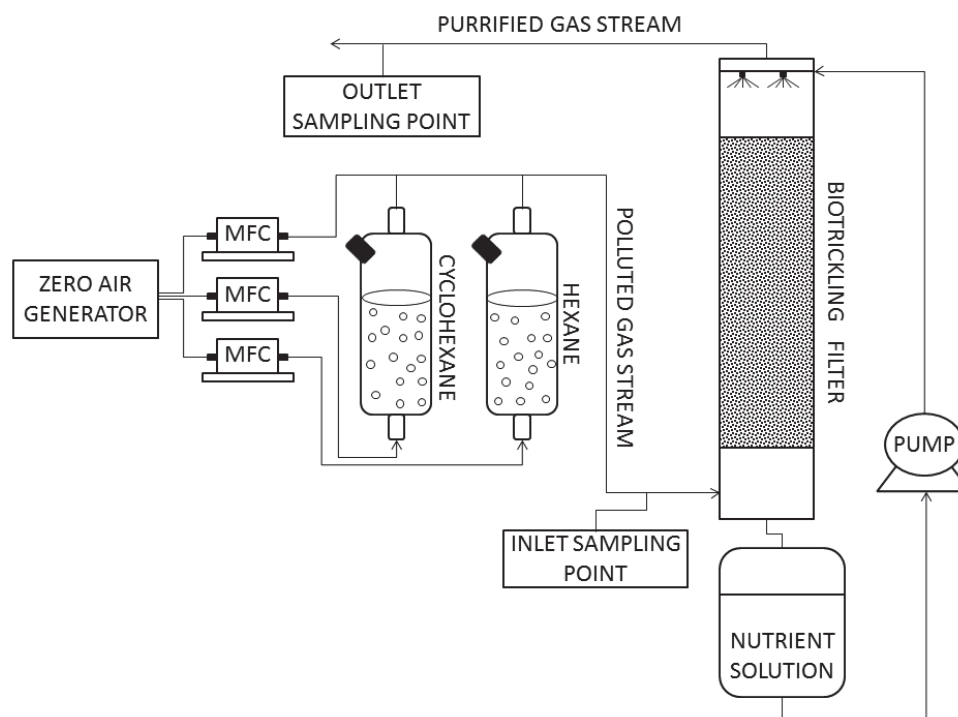 PURRIFIED GAS STREAM
OUTLET
SAMPLING POINT
MFC
ZERO AIR
GENERATOR
MFC
MFC
CYCLOHEXANE
HEXANE
POLLUTED GAS STREAM
BIOTRICKLING FILTER
PUMP
INLET SAMPLING
POINT
NUTRIENT
SOLUTION